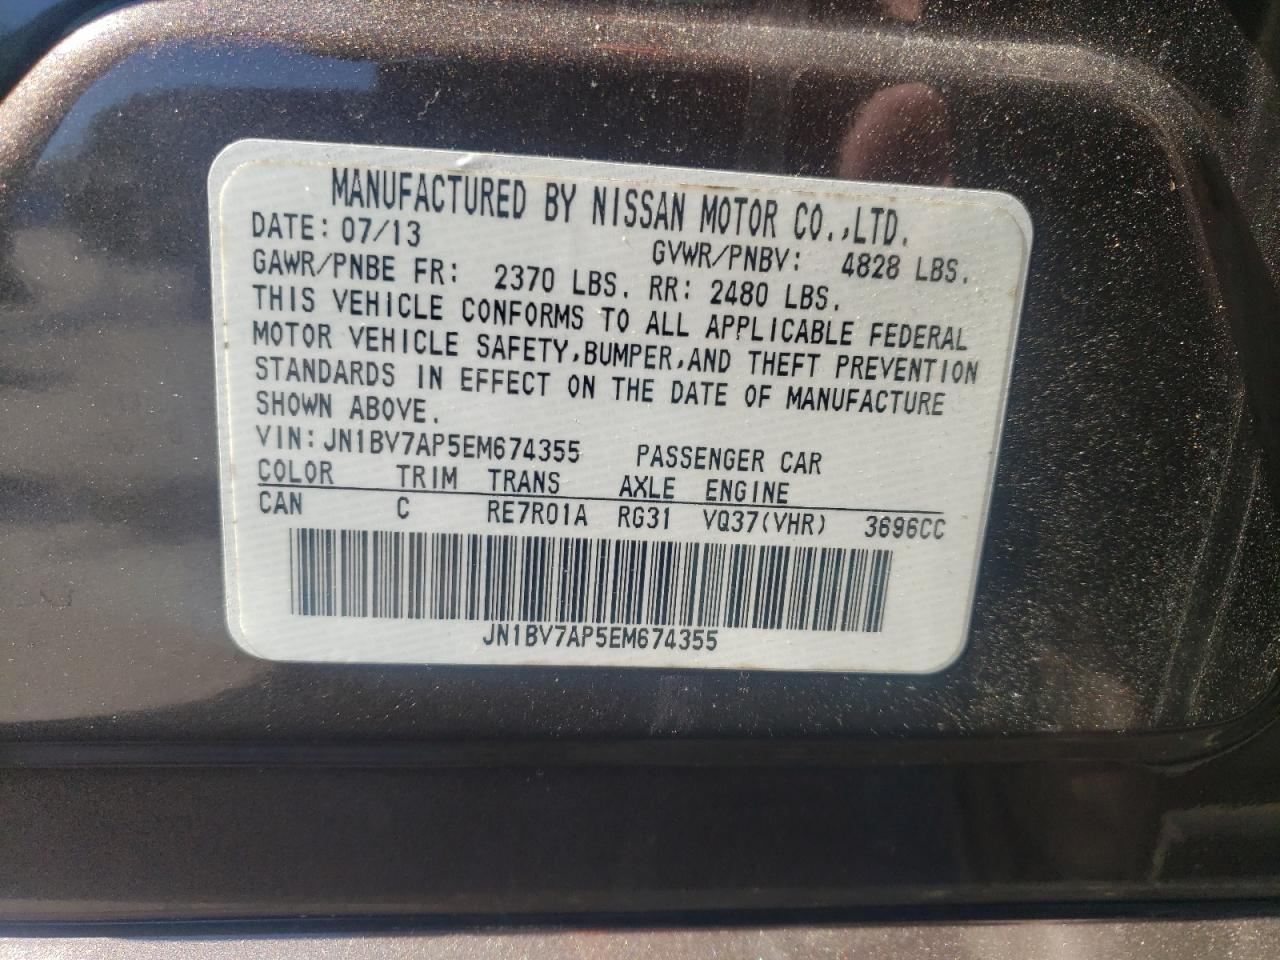 MANUFACTURED BY NISSAN MOTOR CO.,LTD.
DATE: 07/13 GVWR/PNBV: 4828 LBS.
GAWR/PNBE FR: 2370 LBS. RR: 2480 LBS.
THIS VEHICLE CONFORMS TO ALL APPLICABLE FEDERAL
MOTOR VEHICLE SAFETY,BUMPER,AND THEFT PREVENTION
STANDARDS IN EFFECT ON THE DATE OF MANUFACTURE
SHOWN ABOVE.
VIN: JN1BV7AP5EM674355 PASSENGER CAR
COLOR TRIM TRANS AXLE ENGINE
CAN C RE7R01A RG31 VQ37(VHR) 3696CC
JN1BV7AP5EM674355